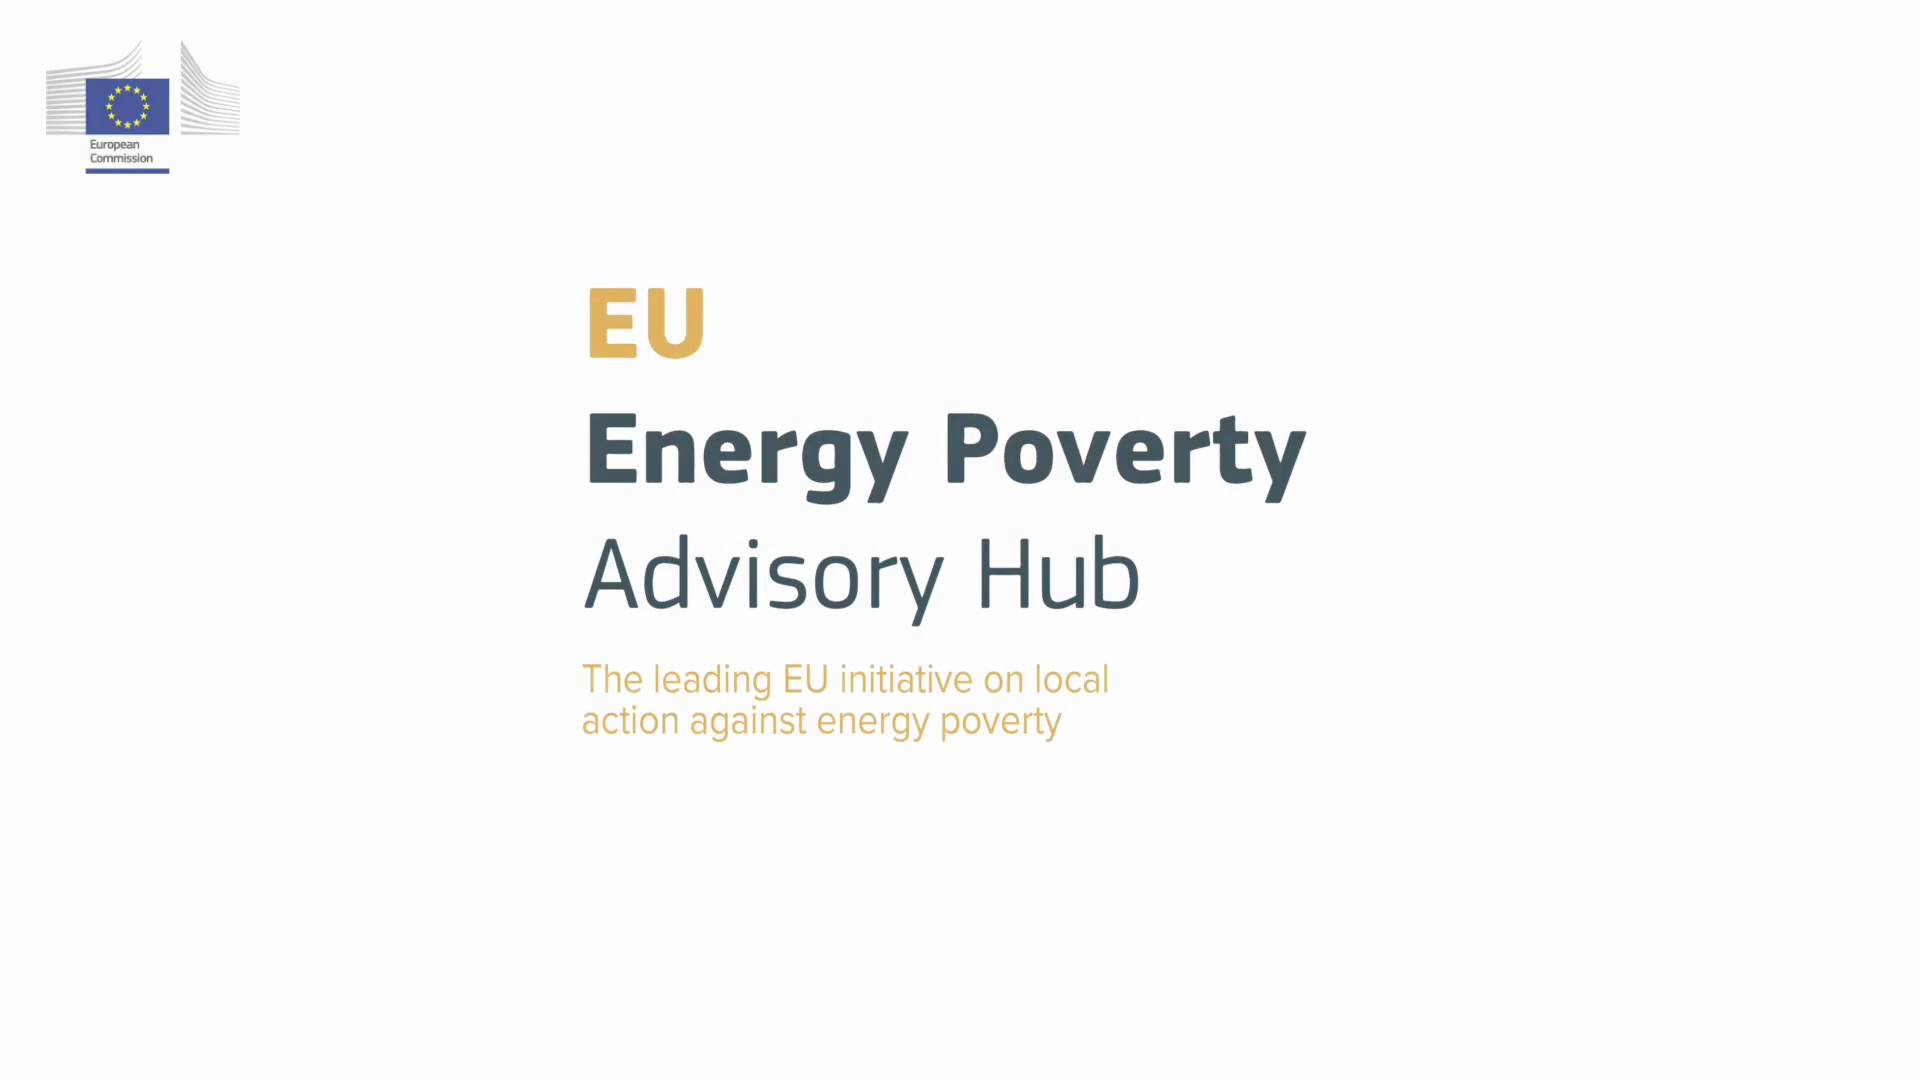 European
Commission
EU
Energy Poverty
Advisory Hub
The leading EU initiative on local
action against energy poverty